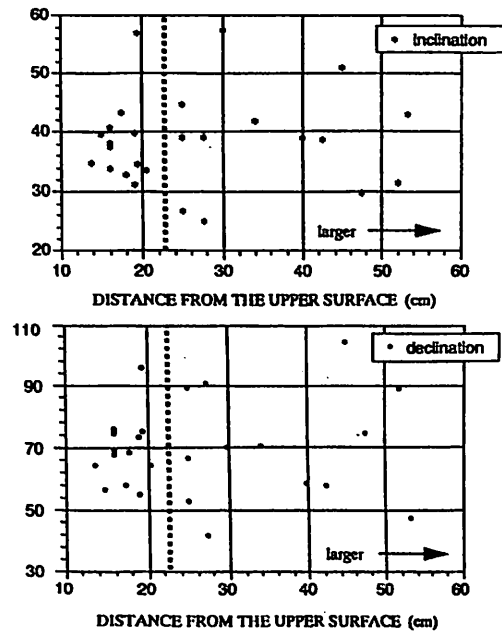 60
inclination
50
40
30
larger
20
10 20 30 40 50 60
DISTANCE FROM THE UPPER SURFACE (cm)
110
declination
90
70
50
larger
30
10 20 30 40 50 60
DISTANCE FROM THE UPPER SURFACE (cm)